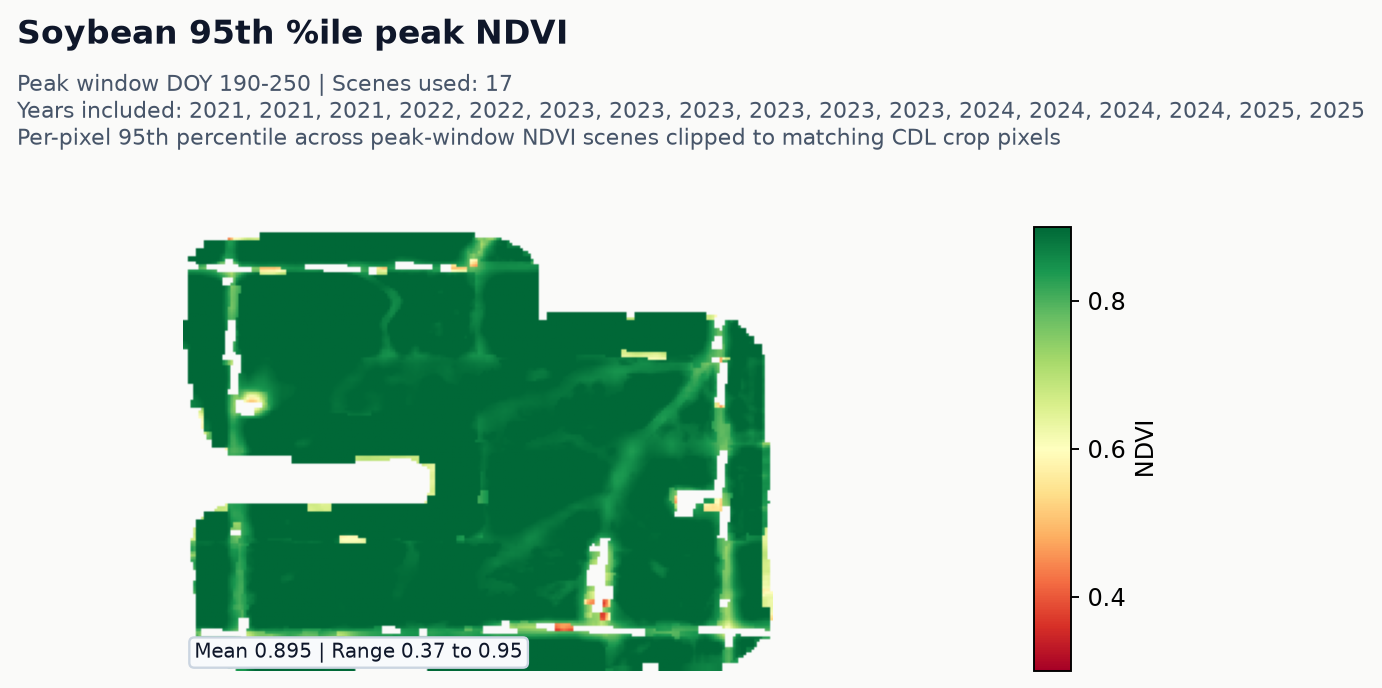 Soybean 95th %ile peak NDVI
Peak window DOY 190-250 | Scenes used: 17
Years included: 2021, 2021, 2021, 2022, 2022, 2023, 2023, 2023, 2023, 2023, 2023, 2024, 2024, 2024, 2024, 2025, 2025
Per-pixel 95th percentile across peak-window NDVI scenes clipped to matching CDL crop pixels
0.8
0.6
0.4
NDVI
Mean 0.895 | Range 0.37 to 0.95